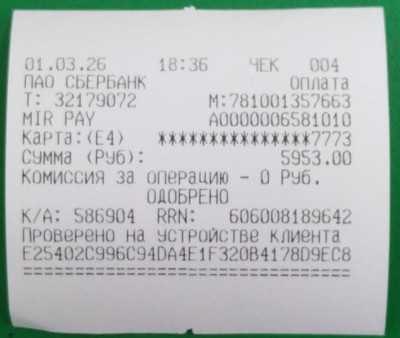 01.03.26 18:36 ЧЕК 004
ПАО СБЕРБАНК Оплата
Т: 32179072 М:781001357663
MIR PAY A0000006581010
Карта:(E4) ***************7773
Сумма (Руб): 5953.00
Комиссия за операцию - 0 Руб.
ОДОБРЕНО
К/А: 586904 RRN: 606008189642
Проверено на устройстве клиента
E25402C996C94DA4E1F320B4178D9EC8
================================